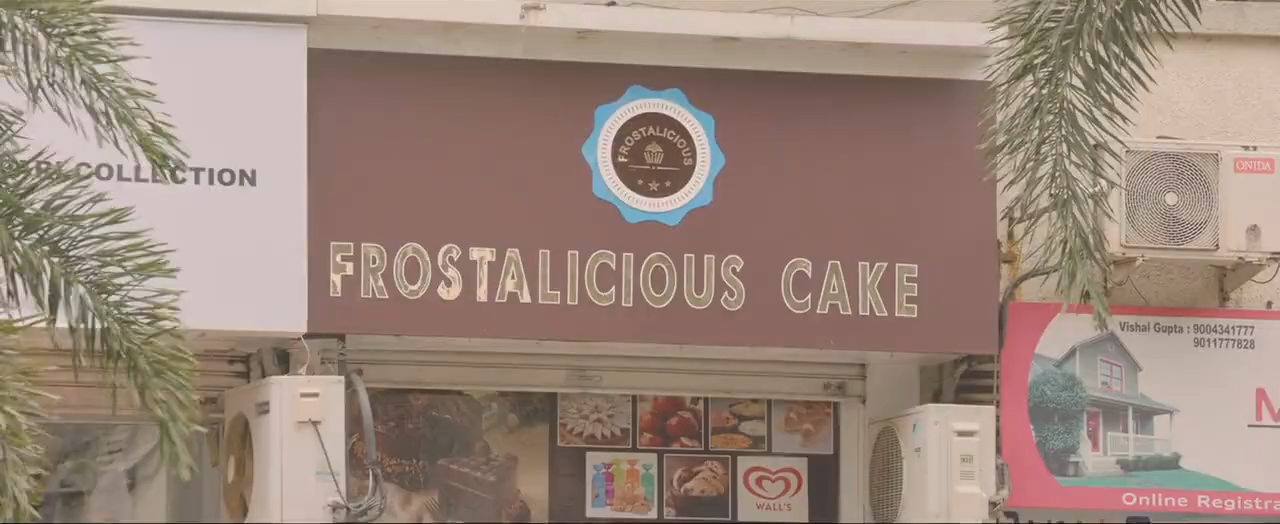 COLLECTION
FROSTALICIOUS
FROSTALICIOUS CAKE
ONIDA
Vishal Gupta : 9004341777
9011777828
M
WALL'S
Online Registra